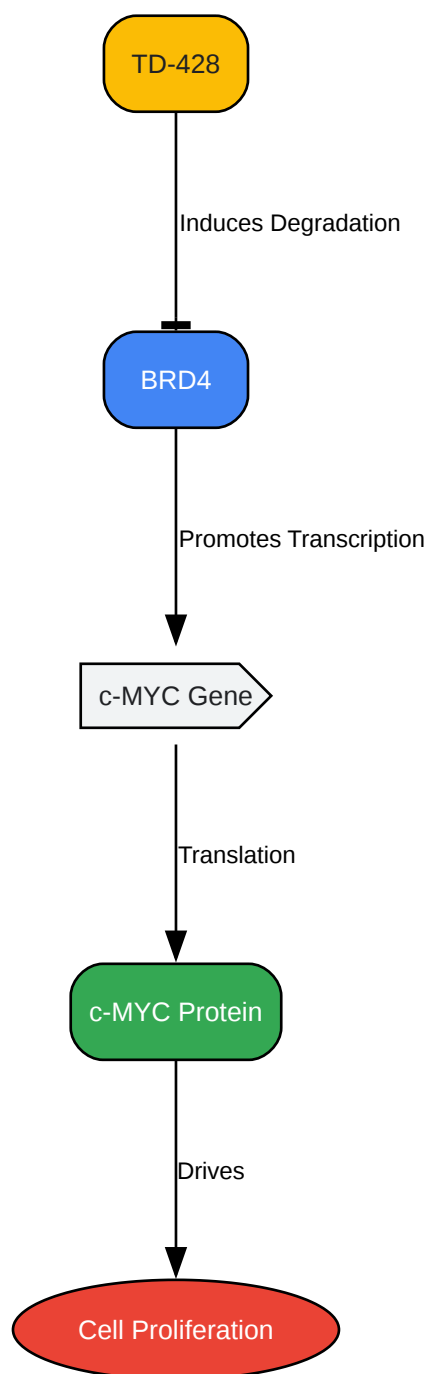 TD-428
Induces Degradation
BRD4
Promotes Transcription
c-MYC Gene
Translation
c-MYC Protein
Drives
Cell Proliferation